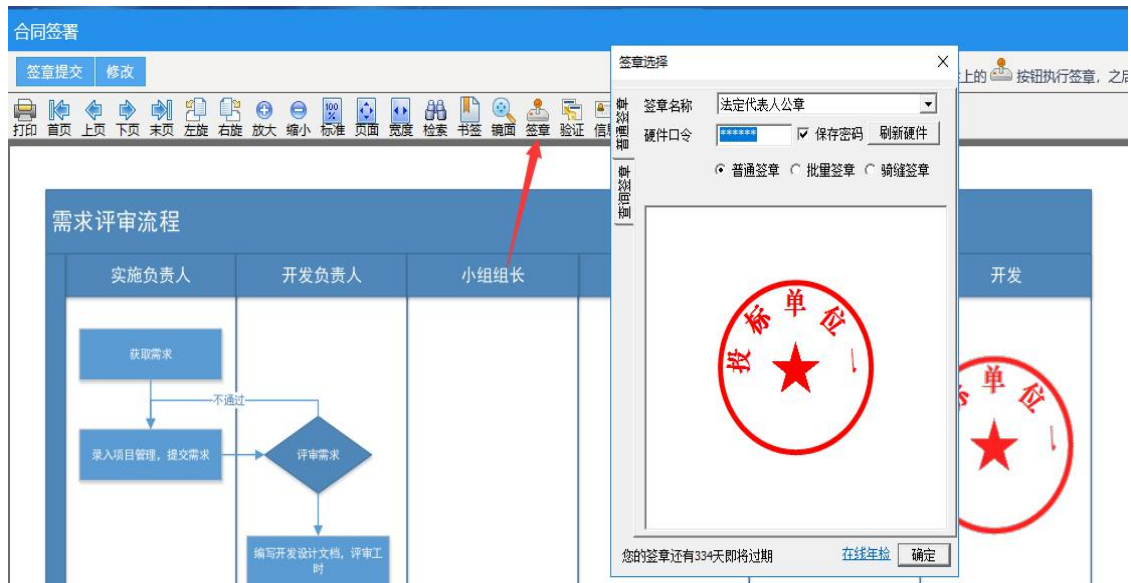 合同签署
签章提交 修改
上的 按钮执行签章，之后
打印 首页 上页 下页 末页 左旋 右旋 放大 缩小 标准 页面 宽度 检索 书签 镜面 签章 验证 信息
100
%
签章选择 X
普通签章
查询签章
签章名称 法定代表人公章
硬件口令 ****** 保存密码 刷新硬件
普通签章 批里签章 骑缝签章
投标单位一
您的签章还有334天即将过期 在线年检 确定
需求评审流程
实施负责人 开发负责人 小组组长 开发
获取需求
不通过
录入项目管理，提交需求
评审需求
编写开发设计文档，评审工
时
标单位一